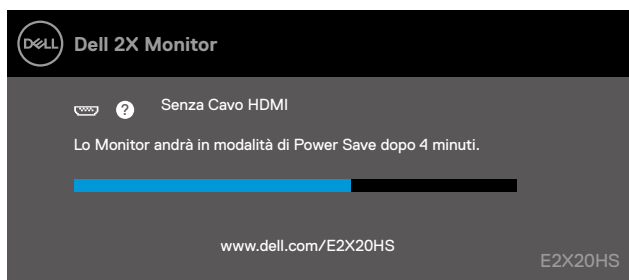 DELL Dell 2X Monitor
? Senza Cavo HDMI
Lo Monitor andrà in modalità di Power Save dopo 4 minuti.
www.dell.com/E2X20HS
E2X20HS